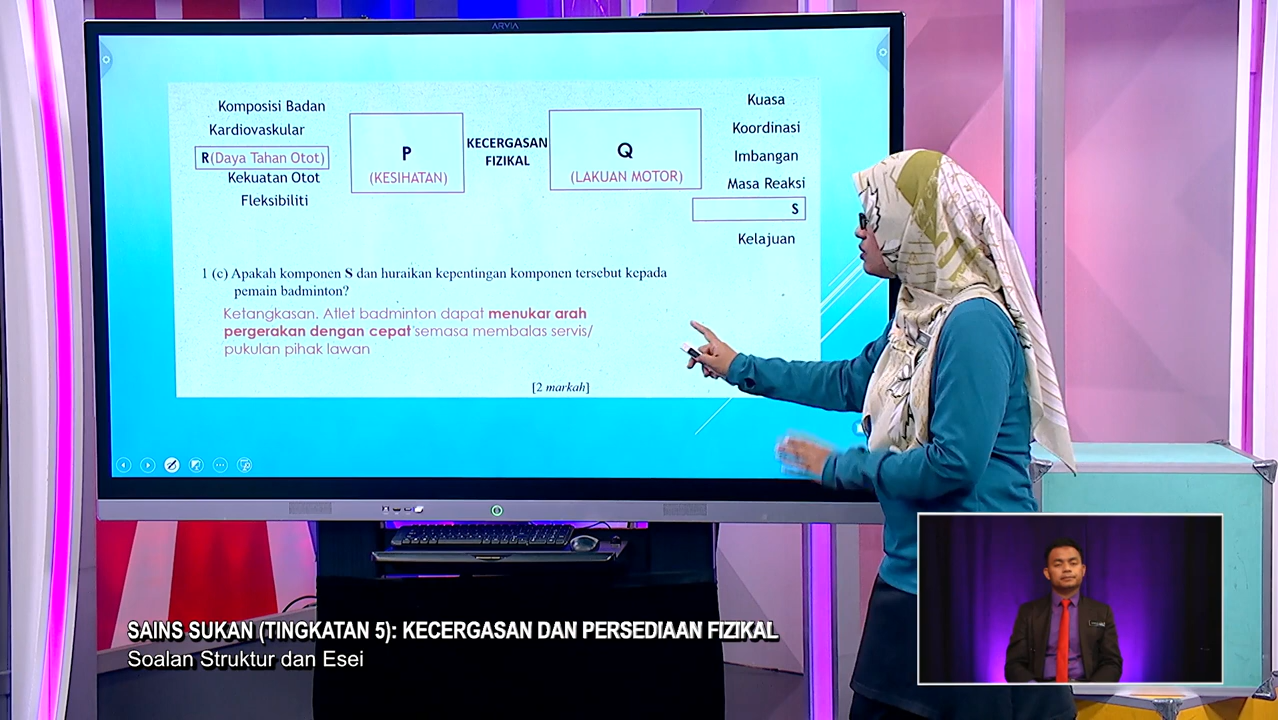 ARVIA
Komposisi Badan
Kardiovaskular
R(Daya Tahan Otot)
Kekuatan Otot
Fleksibiliti
P
(KESIHATAN)
KECERGASAN
FIZIKAL
Q
(LAKUAN MOTOR)
Kuasa
Koordinasi
Imbangan
Masa Reaksi
S
Kelajuan
1 (c) Apakah komponen S dan huraikan kepentingan komponen tersebut kepada
pemain badminton?
Ketangkasan. Atlet badminton dapat menukar arah
pergerakan dengan cepat semasa membalas servis/
pukulan pihak lawan
[2 markah]
SAINS SUKAN (TINGKATAN 5): KECERGASAN DAN PERSEDIAAN FIZIKAL
Soalan Struktur dan Esei